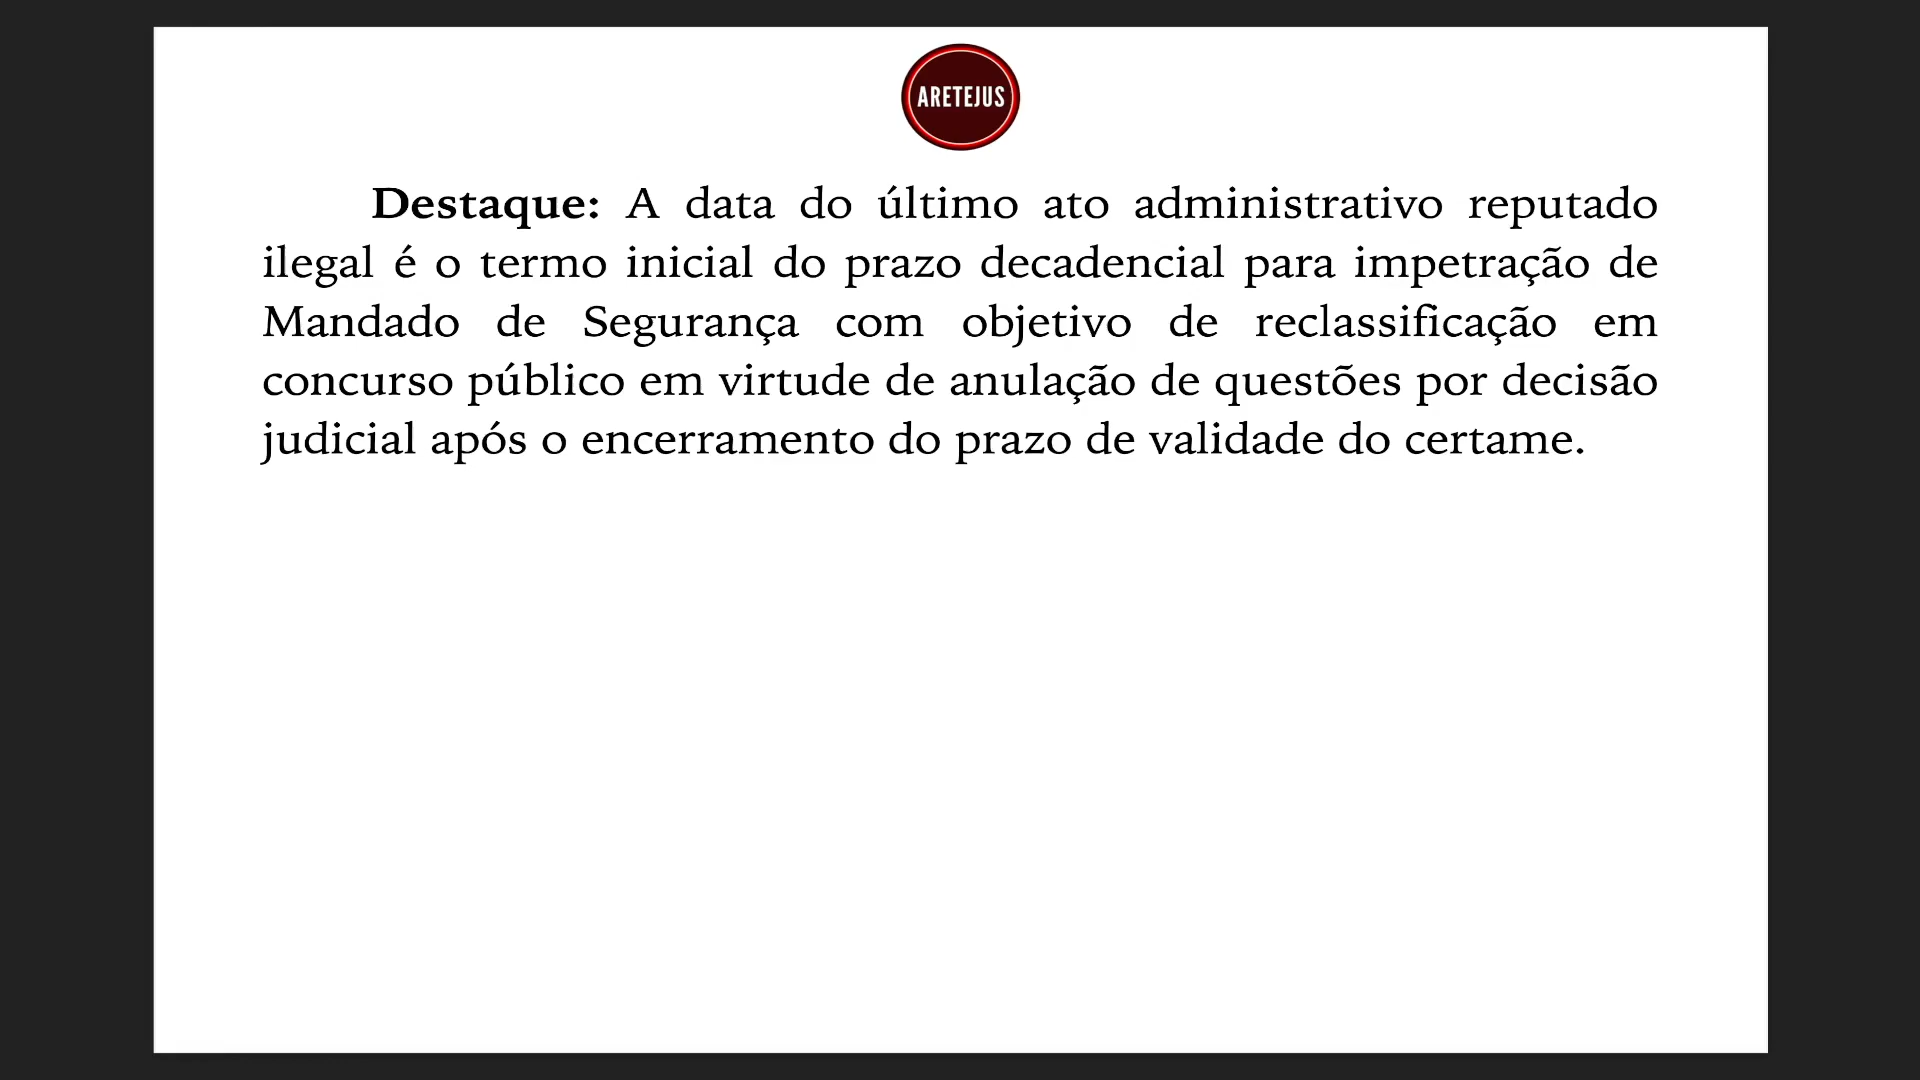 ARETEJUS
Destaque: A data do último ato administrativo reputado
ilegal é o termo inicial do prazo decadencial para impetração de
Mandado de Segurança com objetivo de reclassificação em
concurso público em virtude de anulação de questões por decisão
judicial após o encerramento do prazo de validade do certame.